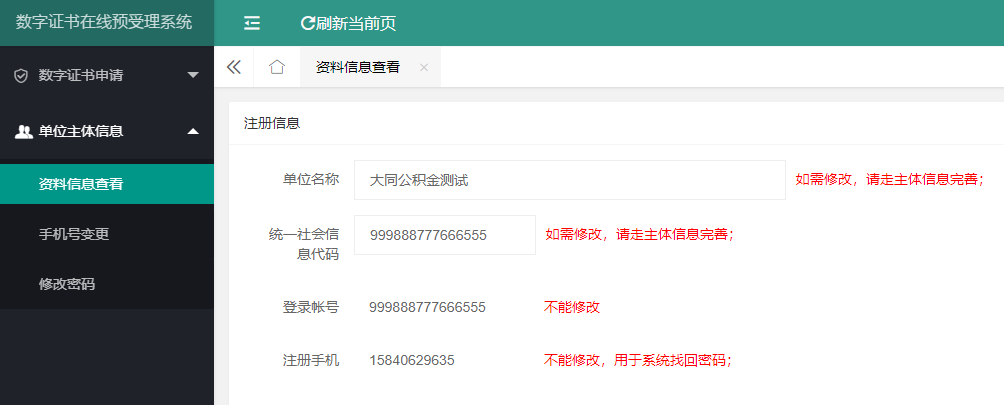 数字证书在线预受理系统
刷新当前页
数字证书申请
单位主体信息
资料信息查看
手机号变更
修改密码
资料信息查看 ×
注册信息
单位名称 大同公积金测试 如需修改，请走主体信息完善；
统一社会信
息代码 999888777666555 如需修改，请走主体信息完善；
登录帐号 999888777666555 不能修改
注册手机 15840629635 不能修改，用于系统找回密码；